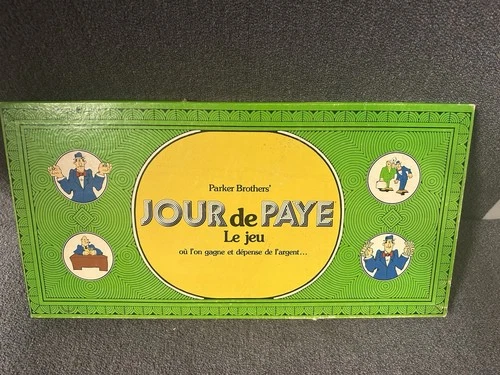 Parker Brothers'
JOUR de PAYE
Le jeu
où l'on gagne et dépense de l'argent...